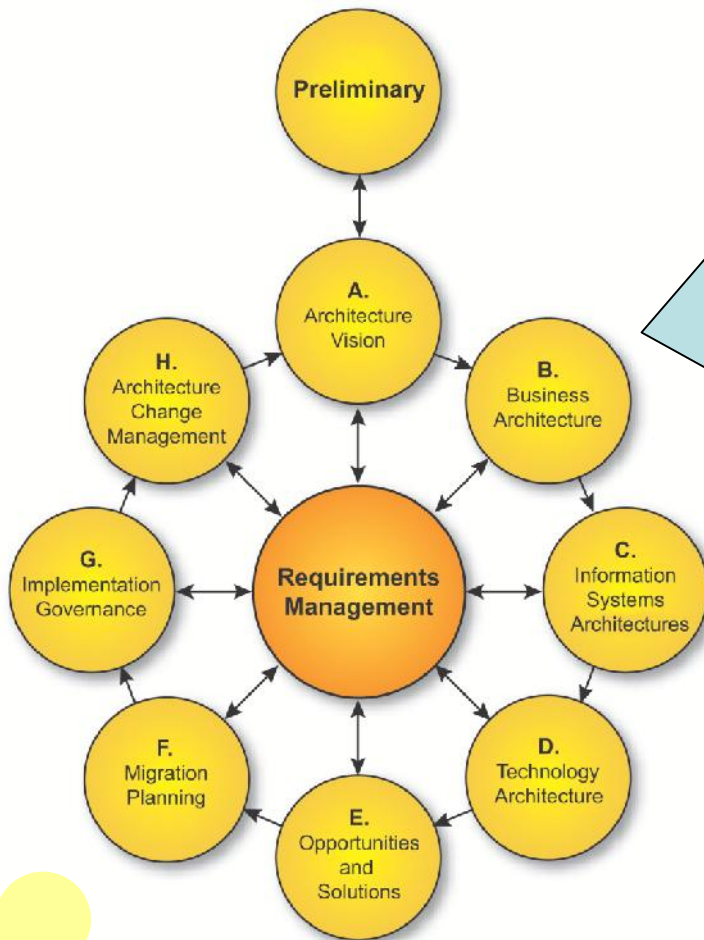 Preliminary
A.
Architecture
Vision
B.
Business
Architecture
C.
Information
Systems
Architectures
D.
Technology
Architecture
E.
Opportunities
and
Solutions
F.
Migration
Planning
G.
Implementation
Governance
H.
Architecture
Change
Management
Requirements
Management